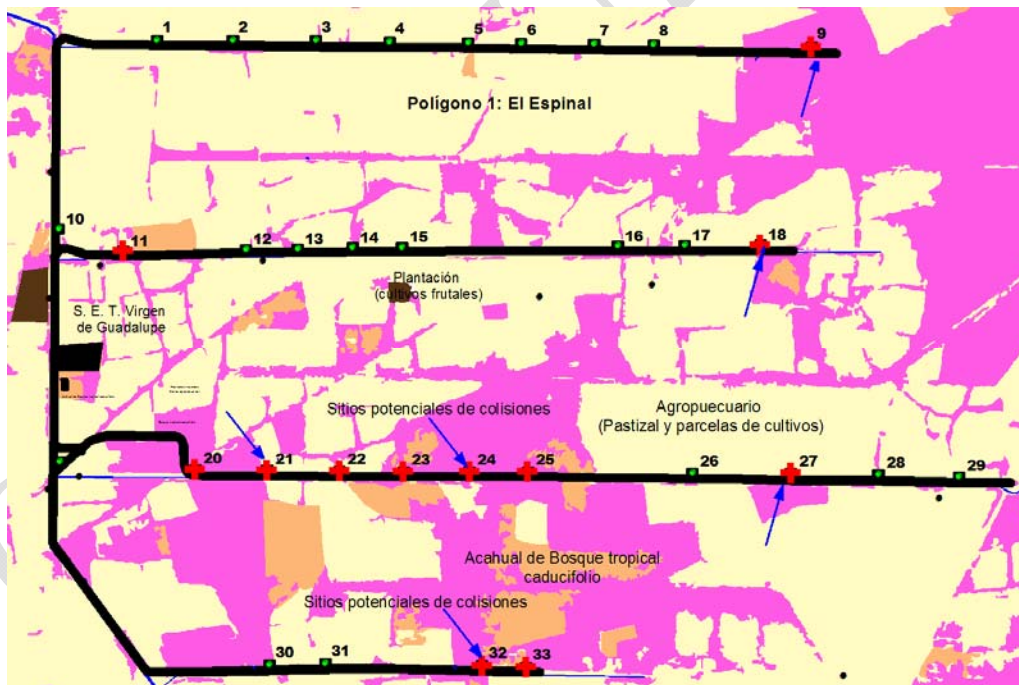 1 2 3 4 5 6 7 8 9
Polígono 1: El Espinal
10 11 12 13 14 15 16 17 18
Plantación
(cultivos frutales)
S. E. T. Virgen
de Guadalupe
Sitios potenciales de colisiones
Agropuecuario
(Pastizal y parcelas de cultivos)
20 21 22 23 24 25 26 27 28 29
Acahual de Bosque tropical
caducifolio
Sitios potenciales de colisiones
30 31 32 33